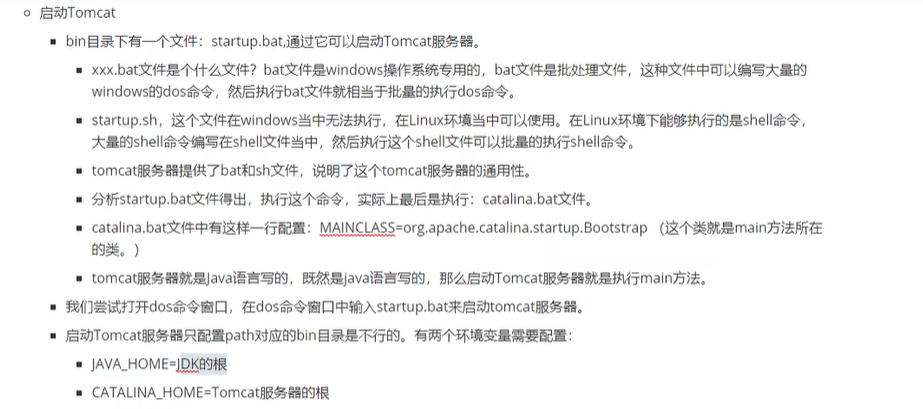 启动Tomcat
bin目录下有一个文件：startup.bat,通过它可以启动Tomcat服务器。
xxx.bat文件是个什么文件？bat文件是windows操作系统专用的，bat文件是批处理文件，这种文件中可以编写大量的
windows的dos命令，然后执行bat文件就相当于批量的执行dos命令。
startup.sh，这个文件在windows当中无法执行，在Linux环境当中可以使用。在Linux环境下能够执行的是shell命令，
大量的shell命令编写在shell文件当中，然后执行这个shell文件可以批量的执行shell命令。
tomcat服务器提供了bat和sh文件，说明了这个tomcat服务器的通用性。
分析startup.bat文件得出，执行这个命令，实际上最后是执行：catalina.bat文件。
catalina.bat文件中有这样一行配置：MAINCLASS=org.apache.catalina.startup.Bootstrap （这个类就是main方法所在
的类。）
tomcat服务器就是Java语言写的，既然是java语言写的，那么启动Tomcat服务器就是执行main方法。
我们尝试打开dos命令窗口，在dos命令窗口中输入startup.bat来启动tomcat服务器。
启动Tomcat服务器只配置path对应的bin目录是不行的。有两个环境变量需要配置：
JAVA_HOME=JDK的根
CATALINA_HOME=Tomcat服务器的根